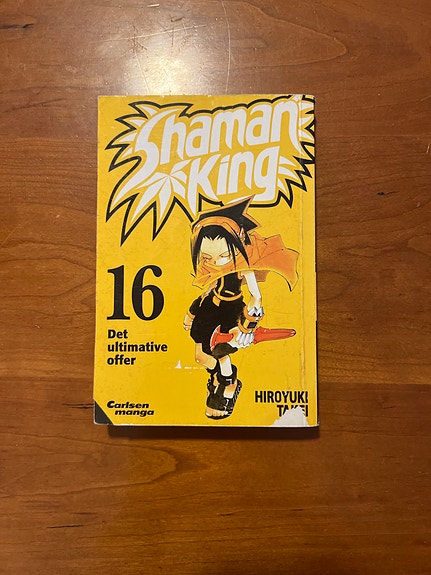 Shaman
King
16
Det
ultimative
offer
Carlsen
manga
HIROYUKI
TAKEI